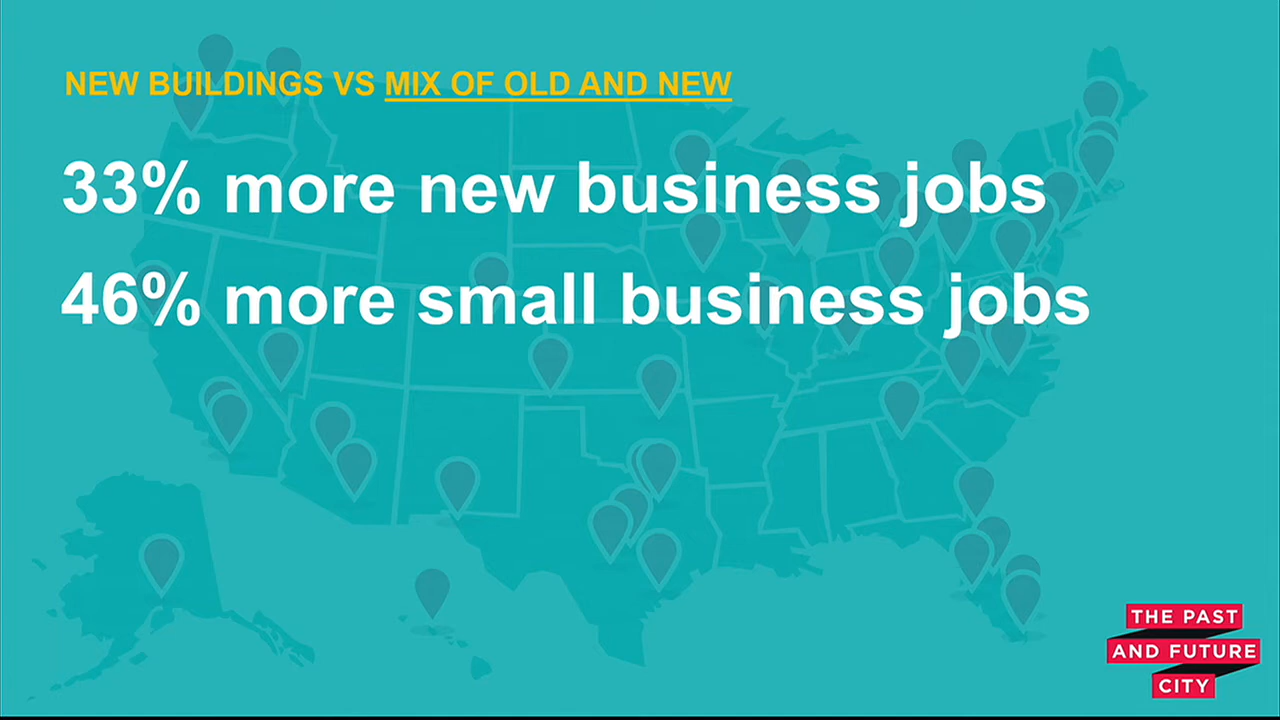 NEW BUILDINGS VS MIX OF OLD AND NEW
33% more new business jobs
46% more small business jobs
THE PAST
AND FUTURE
CITY